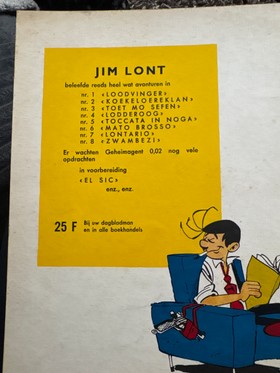 JIM LONT
beleefde reeds heel wat avonturen in
nr. 1 «LOODVINGER»
nr. 2 «KOEKELOEBEKLAN»
nr. 3 «TOET MO SEFEN»
nr. 4 «LODDEROOG»
nr. 5 «TOCCATA IN NOGA»
nr. 6 «MATO BROSSO»
nr. 7 «LONTARIO»
nr. 8 «ZWAMBEZI»
Er wachten Geheimagent 0,02 nog vele
opdrachten
in voorbereiding
«EL SIC»
enz., enz.
25 F Bij uw dagbladman
en in alle boekhandels